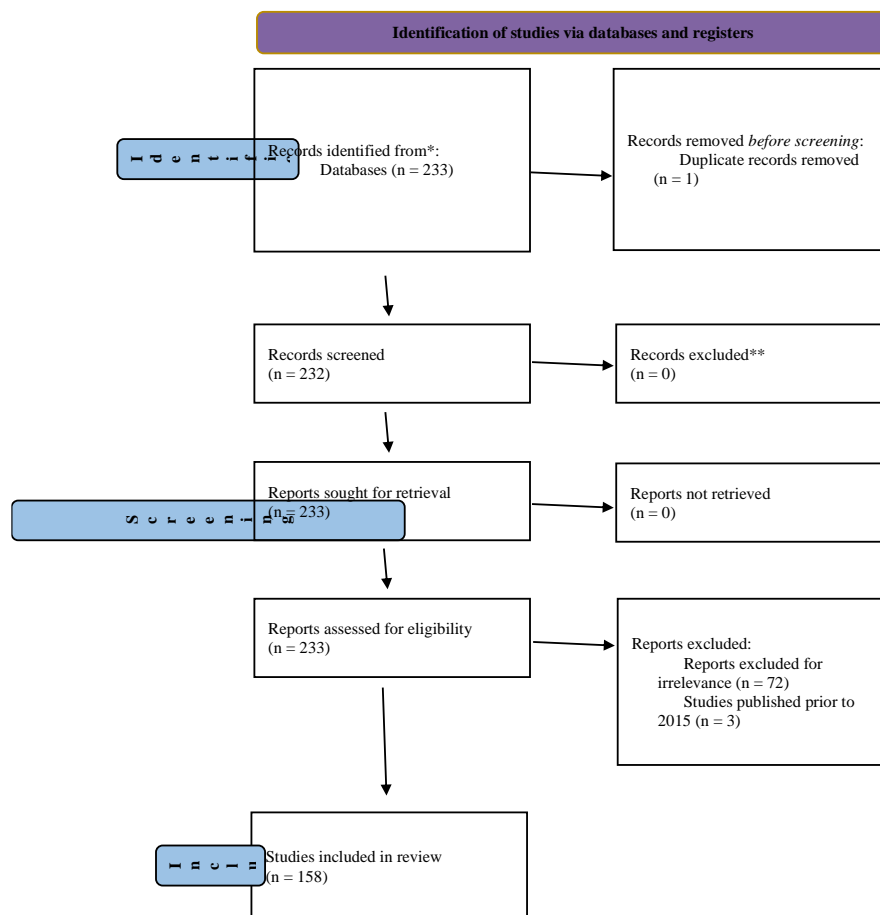 Identification of studies via databases and registers
Records identified from*:
Databases (n = 233)
Records removed before screening:
Duplicate records removed
(n = 1)
Identifi
Records screened
(n = 232)
Records excluded**
(n = 0)
Reports sought for retrieval
(n = 233)
Reports not retrieved
(n = 0)
Screening
Reports assessed for eligibility
(n = 233)
Reports excluded:
Reports excluded for
irrelevance (n = 72)
Studies published prior to
2015 (n = 3)
Studies included in review
(n = 158)